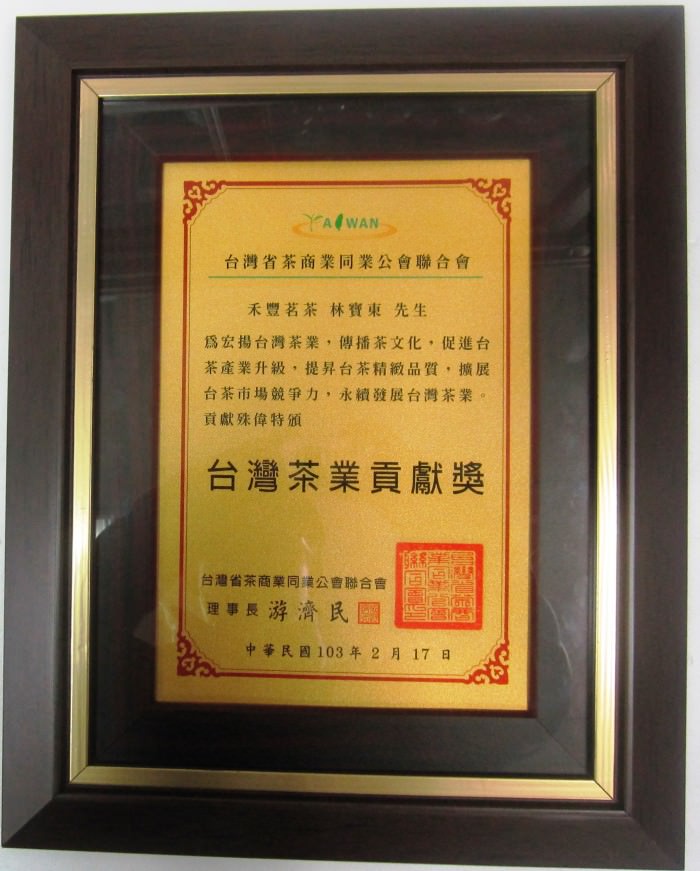 TAIWAN
台灣省茶商業同業公會聯合會
禾豐茗茶 林寶東 先生
為宏揚台灣茶業，傳播茶文化，促進台
茶產業升級，提昇台茶精緻品質，擴展
台茶市場競爭力，永續發展台灣茶業。
貢獻殊偉特頒
台灣茶業貢獻獎
台灣省茶商業同業公會聯合會
理事長 游濟民
中華民國103年2月17日